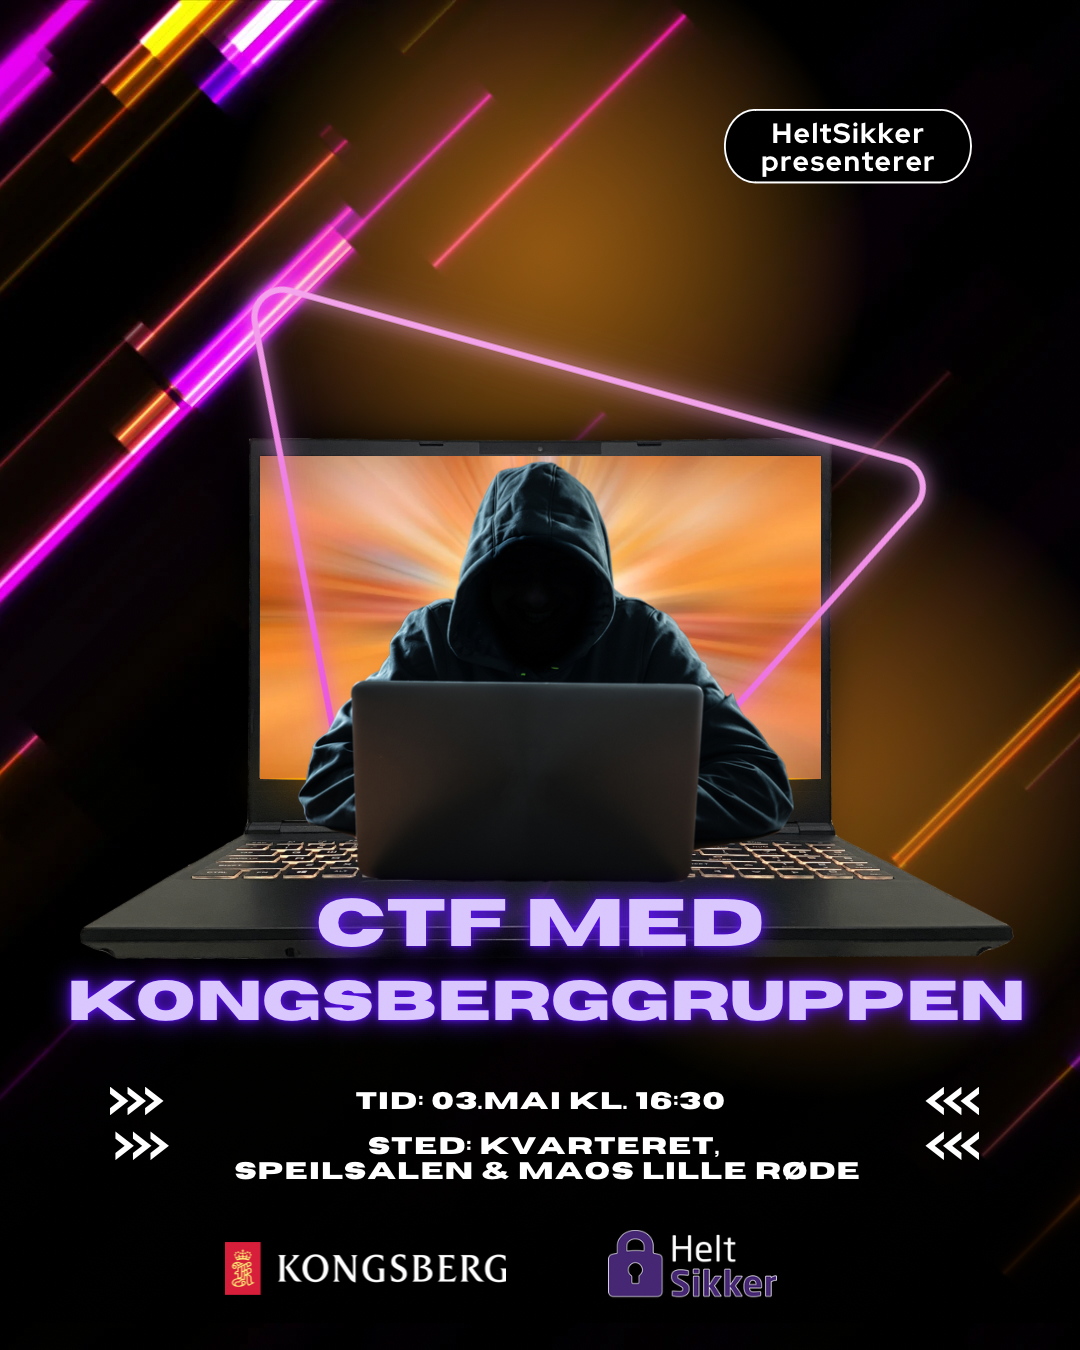 HeltSikker
presenterer
CTF MED
KONGSBERGGRUPPEN
TID: 03.MAI KL. 16:30
STED: KVARTERET,
SPEILSALEN & MAOS LILLE RØDE
KONGSBERG
Helt
Sikker